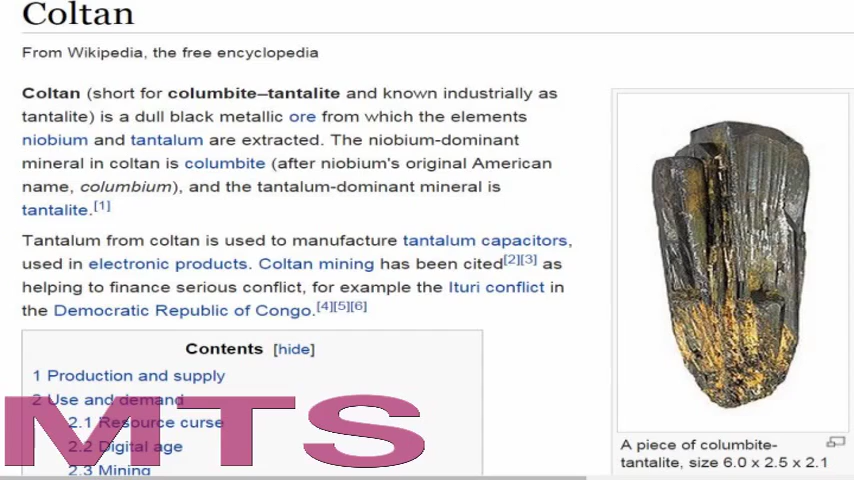 Coltan
From Wikipedia, the free encyclopedia
Coltan (short for columbite–tantalite and known industrially as
tantalite) is a dull black metallic ore from which the elements
niobium and tantalum are extracted. The niobium-dominant
mineral in coltan is columbite (after niobium's original American
name, columbium), and the tantalum-dominant mineral is
tantalite.[1]
Tantalum from coltan is used to manufacture tantalum capacitors,
used in electronic products. Coltan mining has been cited[2][3] as
helping to finance serious conflict, for example the Ituri conflict in
the Democratic Republic of Congo.[4][5][6]
Contents [hide]
1 Production and supply
2 Use and demand
2.1 Resource curse
2.2 Digital age
2.3 Mining
MTS
A piece of columbite-
tantalite, size 6.0 x 2.5 x 2.1